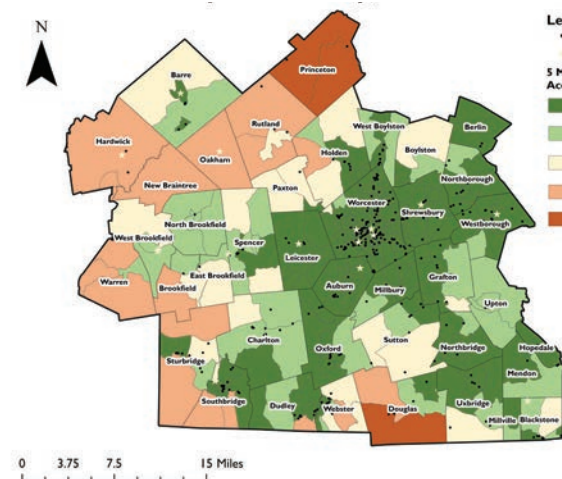 N
Le
5 M
Acc
Princeton
Barre
Berlin
Rutland
West Boylston
Hardwick
Boylston
Holden
Oakham
Northborough
New Braintree
Paxton
Worcester
Shrewsbury
Westborough
North Brookfield
West Brookfield
Spencer
Leicester
East Brookfield
Grafton
Warren
Auburn
Millbury
Brookfield
Upton
Charlton
Sutton
Oxford
Northbridge
Hopedale
Sturbridge
Mendon
Southbridge
Dudley
Webster
Douglas
Uxbridge
Millville
Blackstone
0 3.75 7.5 15 Miles